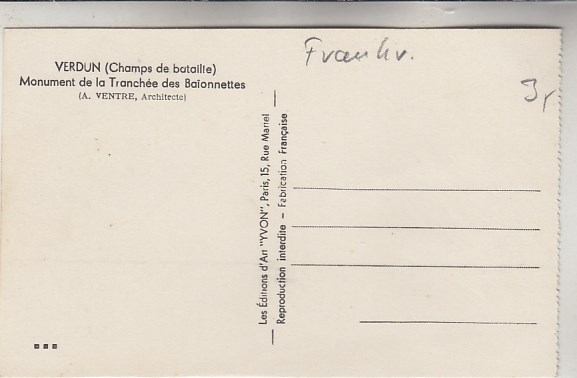 VERDUN (Champs de bataille)
Monument de la Tranchée des Baïonnettes
(A. VENTRE, Architecte)
Les Éditions d'Art "YVON", Paris, 15, Rue Martel
Reproduction interdite — Fabrication Française